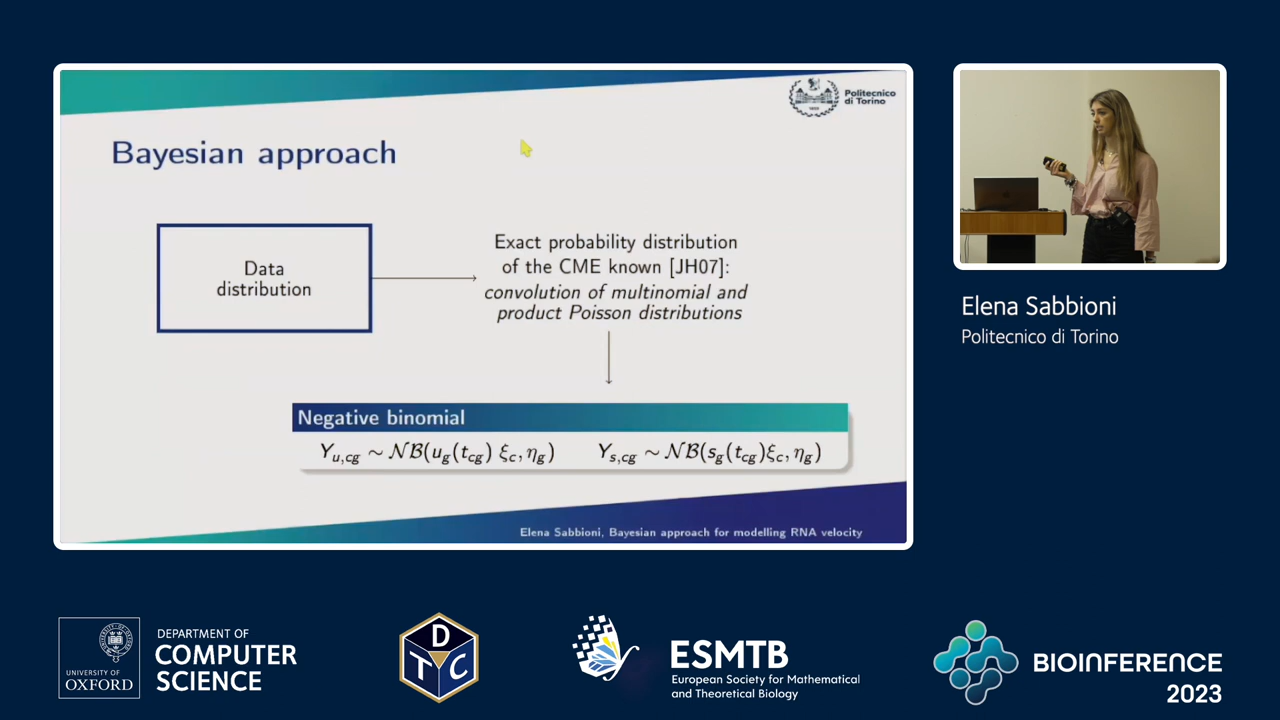 Politecnico
di Torino
Bayesian approach
Data
distribution
Exact probability distribution
of the CME known [JH07]:
convolution of multinomial and
product Poisson distributions
Negative binomial
Y_{u,cg} ~ 𝒩ℬ(u_g(t_{cg}) ξ_c, η_g)
Y_{s,cg} ~ 𝒩ℬ(s_g(t_{cg})ξ_c, η_g)
Elena Sabbioni, Bayesian approach for modelling RNA velocity
Elena Sabbioni
Politecnico di Torino
UNIVERSITY OF
OXFORD
DEPARTMENT OF
COMPUTER
SCIENCE
D
T C
ESMTB
European Society for Mathematical
and Theoretical Biology
BIOINFERENCE
2023